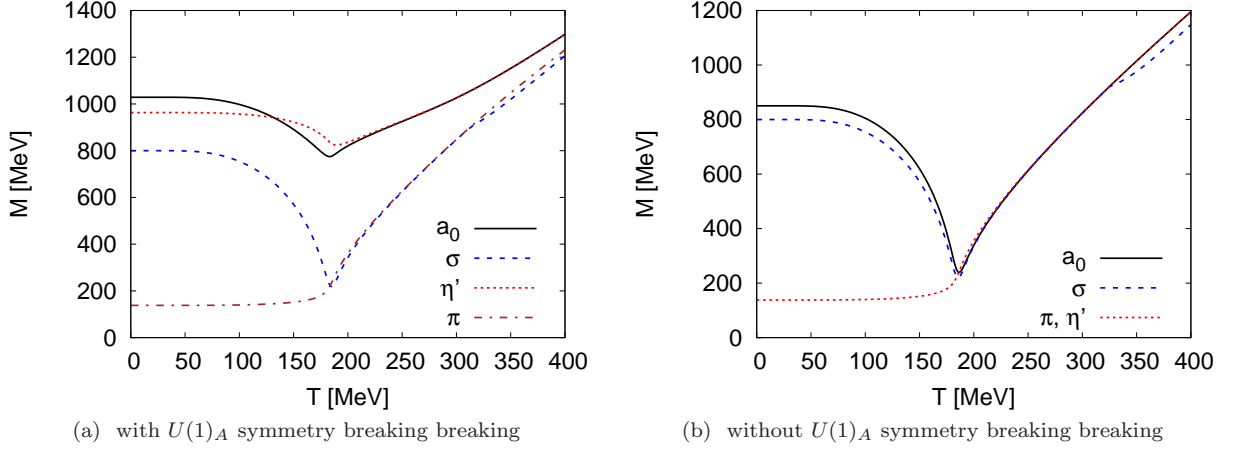 1400
1200
1000
800
600
400
200
0
M [MeV]
0 50 100 150 200 250 300 350 400
T [MeV]
a0
σ
η'
π
(a) with U(1)A symmetry breaking breaking
1200
1000
800
600
400
200
0
M [MeV]
0 50 100 150 200 250 300 350 400
T [MeV]
a0
σ
π, η'
(b) without U(1)A symmetry breaking breaking